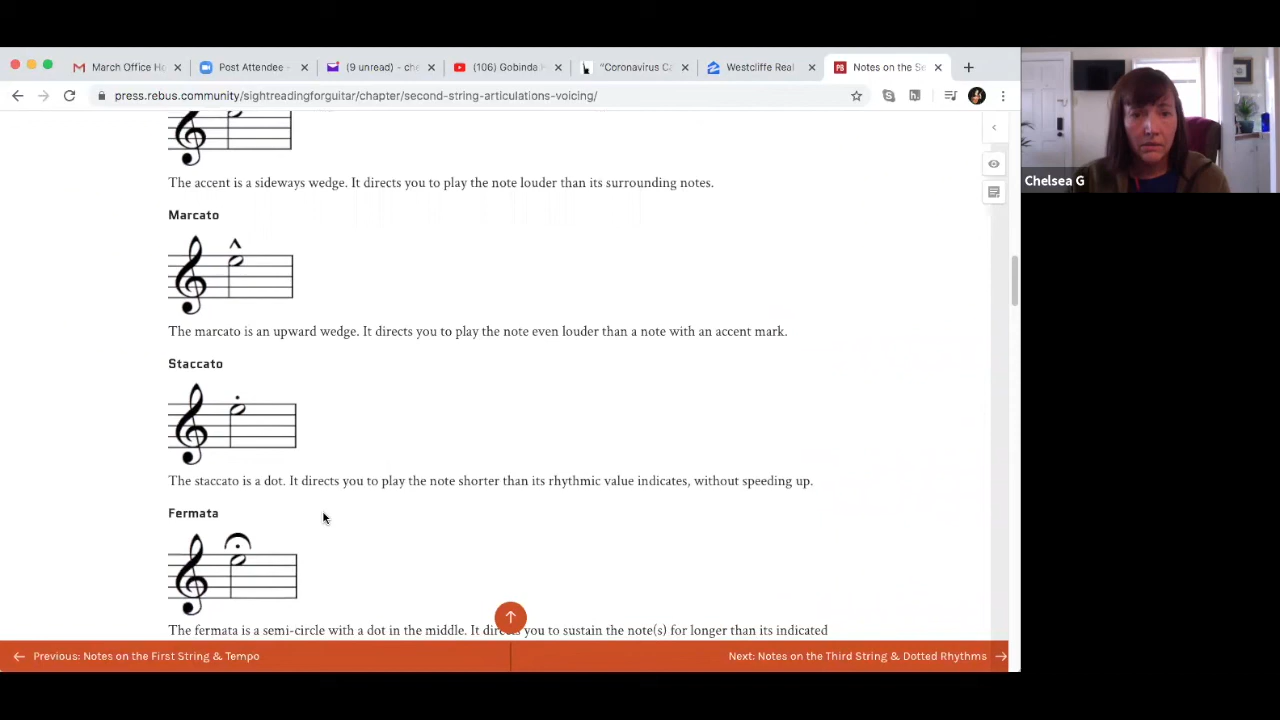 March Office Ho
Post Attendee -
(9 unread) - che
(106) Gobinda H
"Coronavirus Ca
Westcliffe Real
PB
Notes on the Se
press.rebus.community/sightreadingforguitar/chapter/second-string-articulations-voicing/
Chelsea G
The accent is a sideways wedge. It directs you to play the note louder than its surrounding notes.
Marcato
The marcato is an upward wedge. It directs you to play the note even louder than a note with an accent mark.
Staccato
The staccato is a dot. It directs you to play the note shorter than its rhythmic value indicates, without speeding up.
Fermata
The fermata is a semi-circle with a dot in the middle. It directs you to sustain the note(s) for longer than its indicated
Previous: Notes on the First String & Tempo
Next: Notes on the Third String & Dotted Rhythms